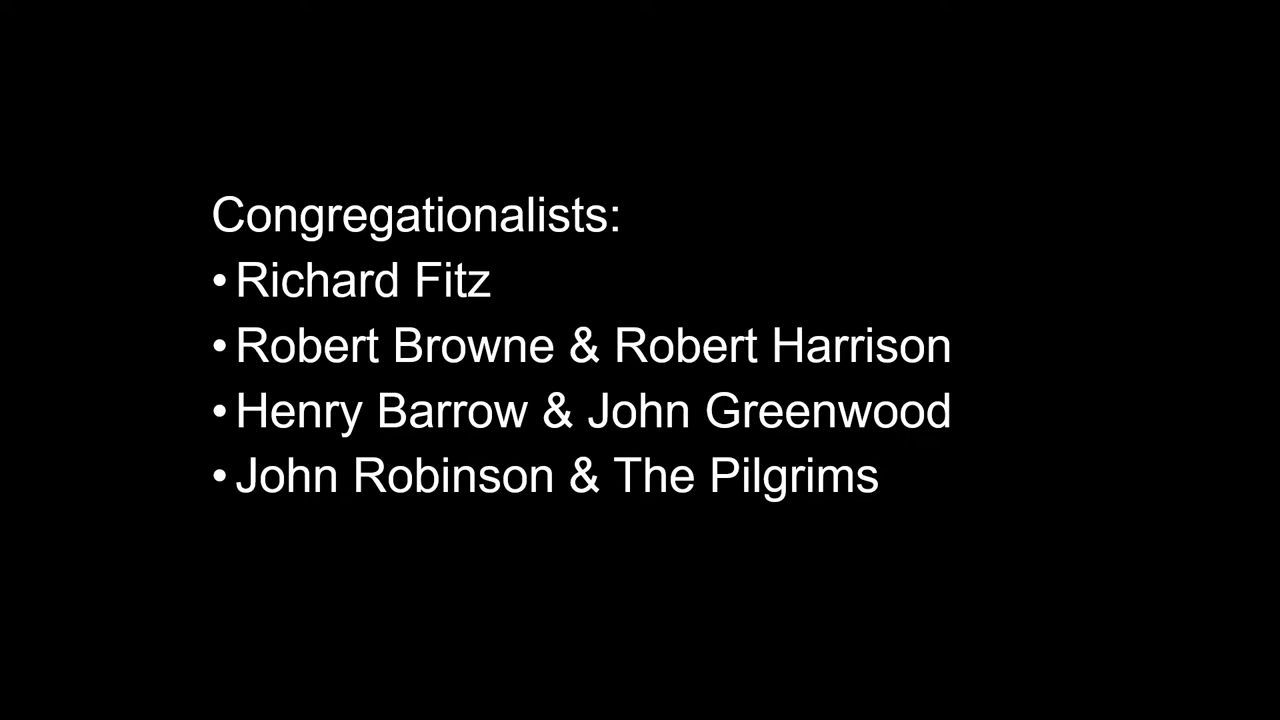 Congregationalists:
•Richard Fitz
•Robert Browne & Robert Harrison
•Henry Barrow & John Greenwood
•John Robinson & The Pilgrims